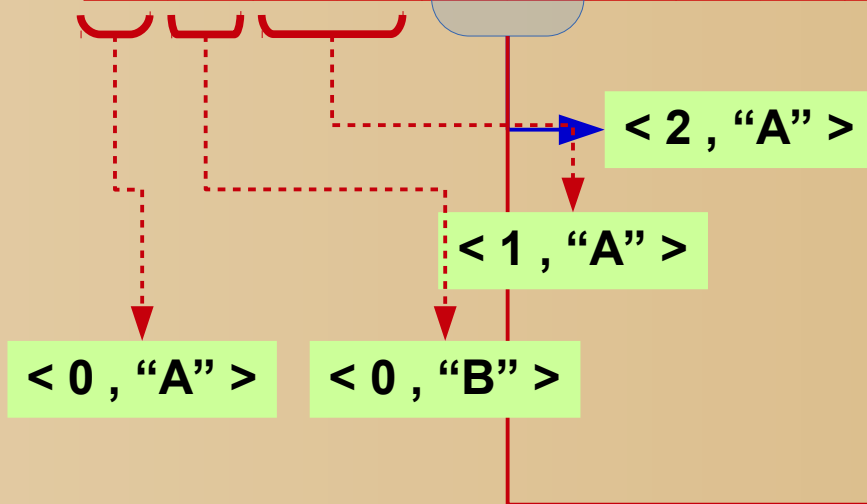 < 2 , “A” >
< 1 , “A” >
< 0 , “A” >
< 0 , “B” >